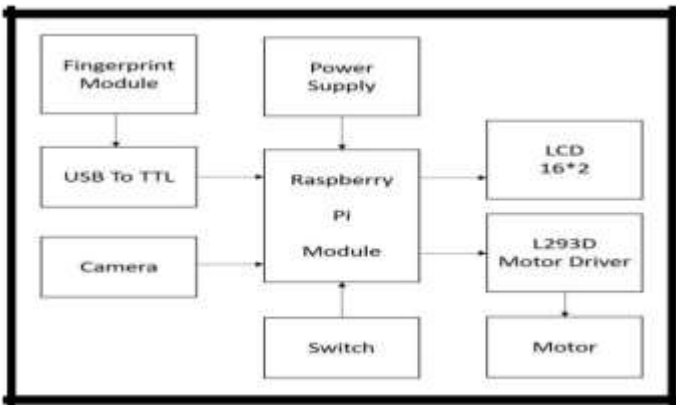 Fingerprint
Module
Power
Supply
USB To TTL
Raspberry
Pi
Module
LCD
16*2
Camera
L293D
Motor Driver
Switch
Motor